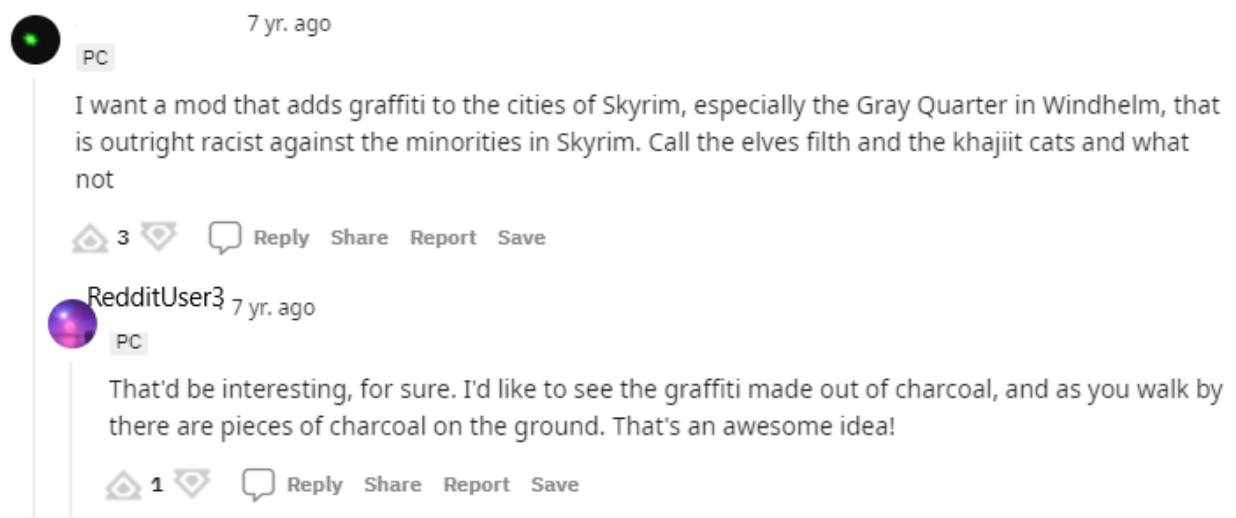 7 yr. ago
PC
I want a mod that adds graffiti to the cities of Skyrim, especially the Gray Quarter in Windhelm, that
is outright racist against the minorities in Skyrim. Call the elves filth and the khajiit cats and what
not
3 Reply Share Report Save
RedditUser3 7 yr. ago
PC
That'd be interesting, for sure. I'd like to see the graffiti made out of charcoal, and as you walk by
there are pieces of charcoal on the ground. That's an awesome idea!
1 Reply Share Report Save